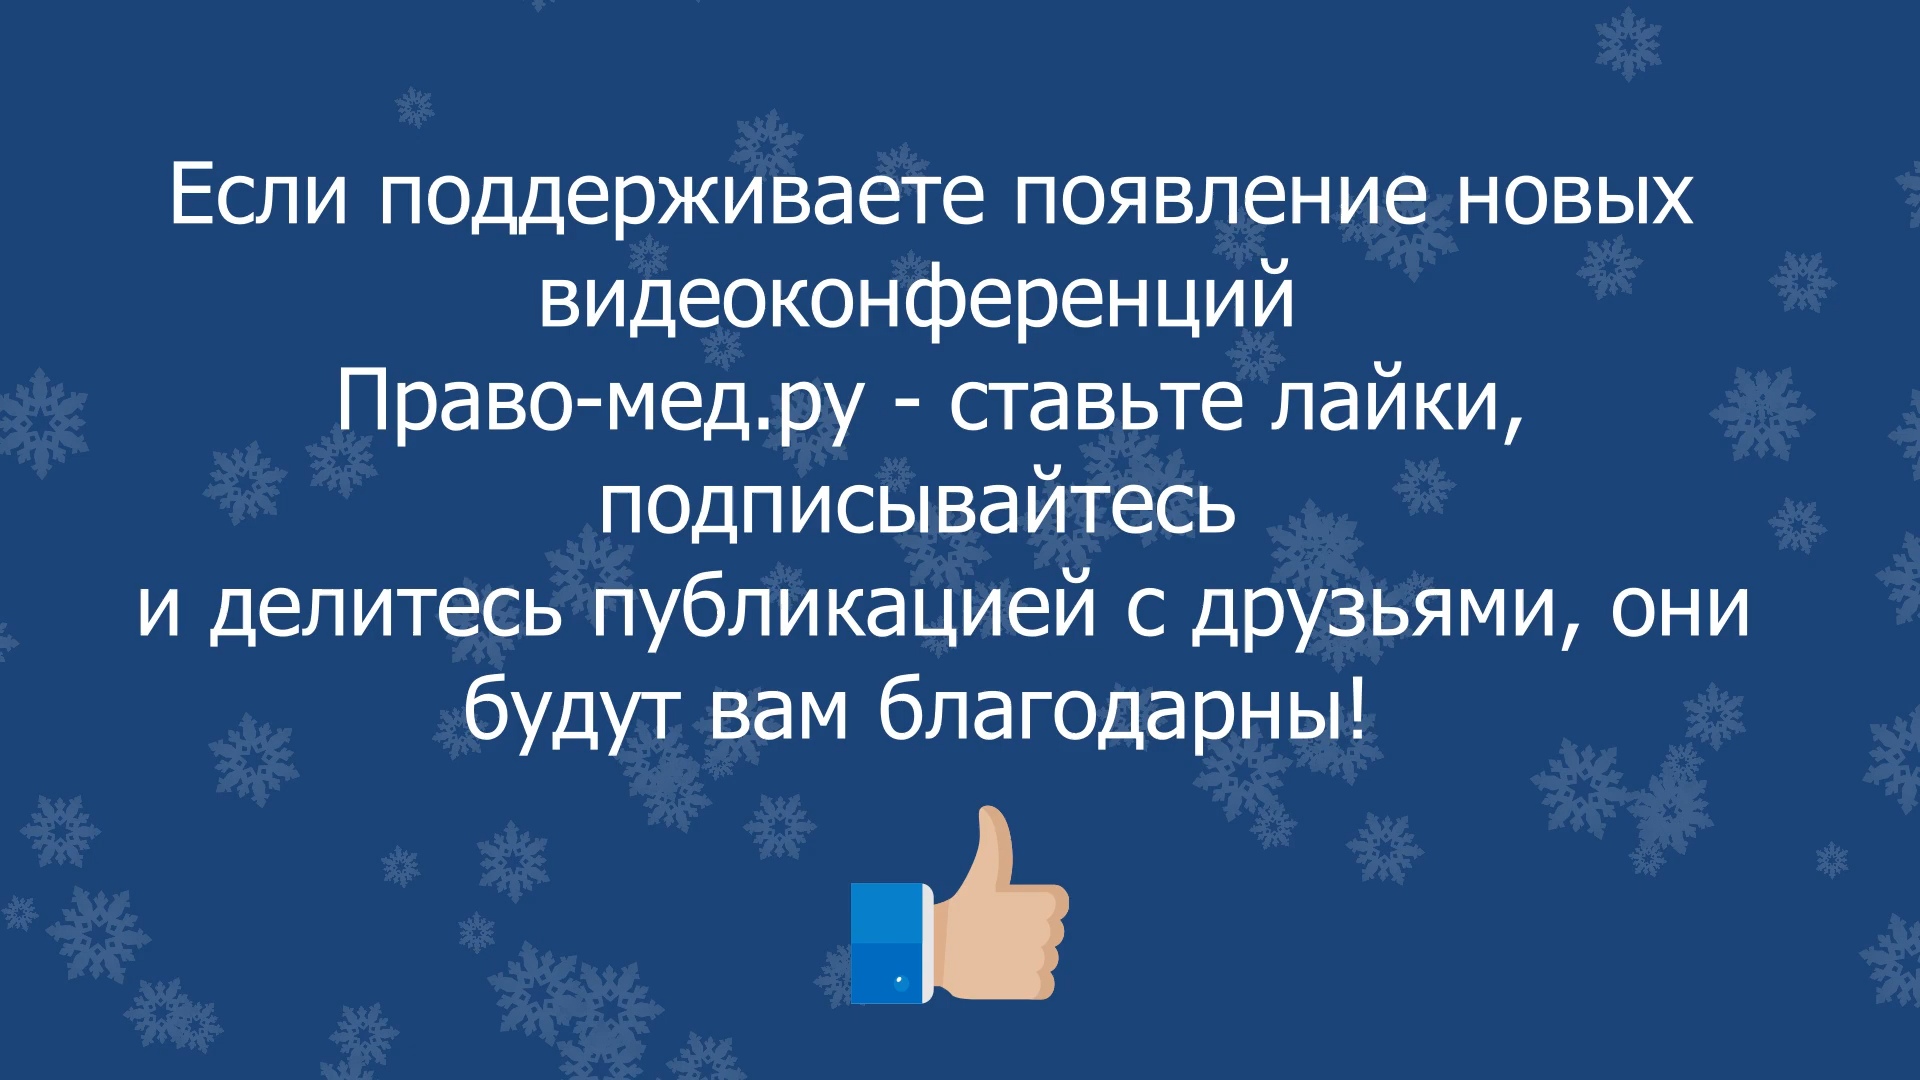 Если поддерживаете появление новых
видеоконференций
Право-мед.ру - ставьте лайки,
подписывайтесь
и делитесь публикацией с друзьями, они
будут вам благодарны!